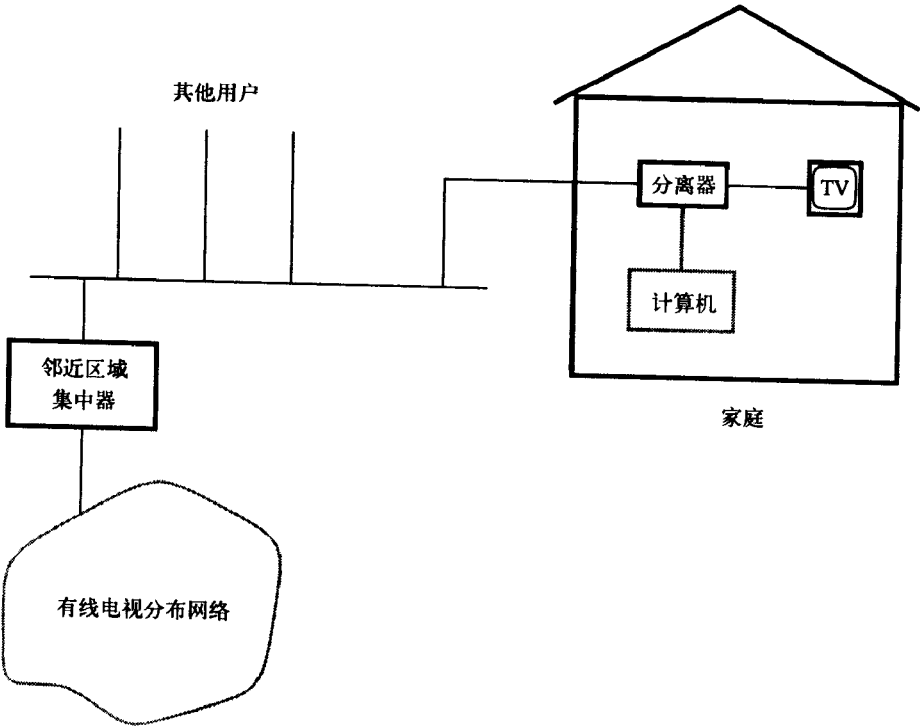 其他用户
分离器
TV
计算机
邻近区域
集中器
家庭
有线电视分布网络